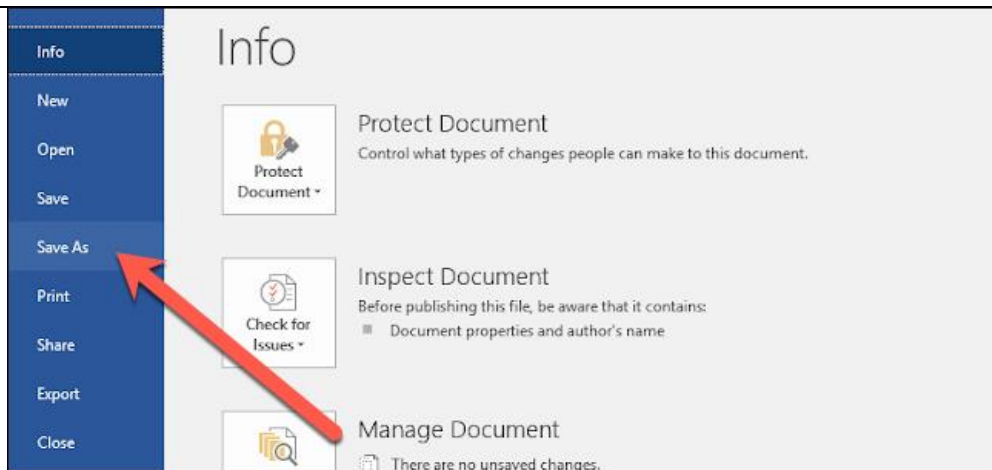 Info
New
Open
Save
Save As
Print
Share
Export
Close
Info
Protect
Document
Protect Document
Control what types of changes people can make to this document.
Check for
Issues
Inspect Document
Before publishing this file, be aware that it contains:
Document properties and author's name
Manage Document
There are no unsaved changes.